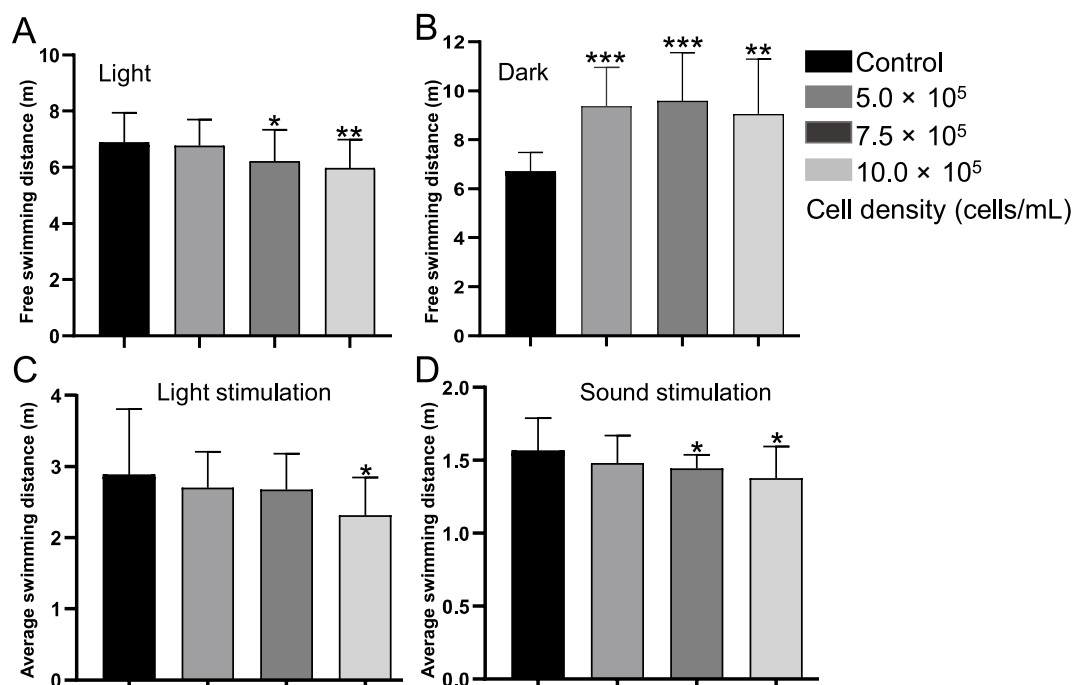 A
Light
Free swimming distance (m)
10
8
6
4
2
0
*
**
B
Dark
Free swimming distance (m)
12
10
8
6
4
2
0
***
***
**
Control
5.0 × 10⁵
7.5 × 10⁵
10.0 × 10⁵
Cell density (cells/mL)
C
Light stimulation
Average swimming distance (m)
4
3
2
1
0
*
D
Sound stimulation
Average swimming distance (m)
2.0
1.5
1.0
0.5
0.0
*
*